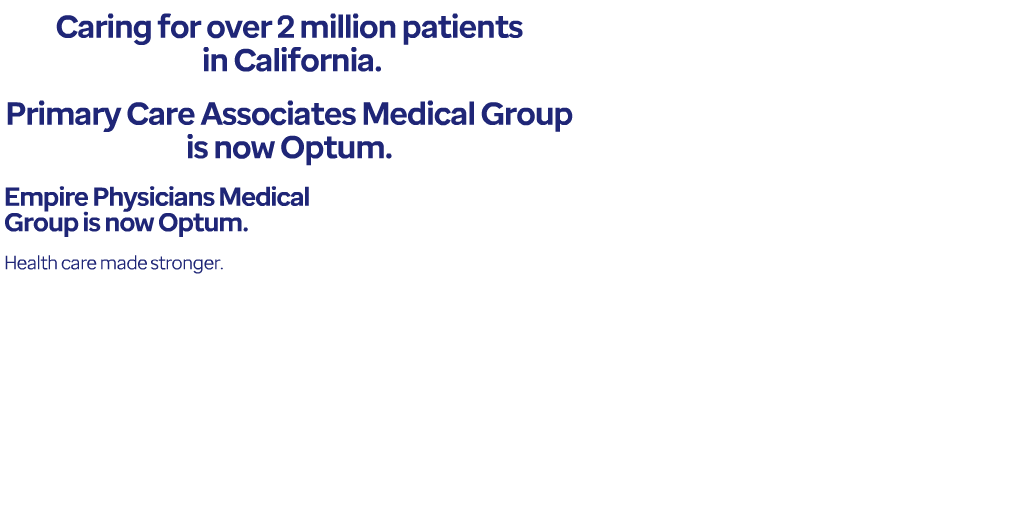 Caring for over 2 million patients
in California.
Primary Care Associates Medical Group
is now Optum.
Empire Physicians Medical
Group is now Optum.
Health care made stronger.